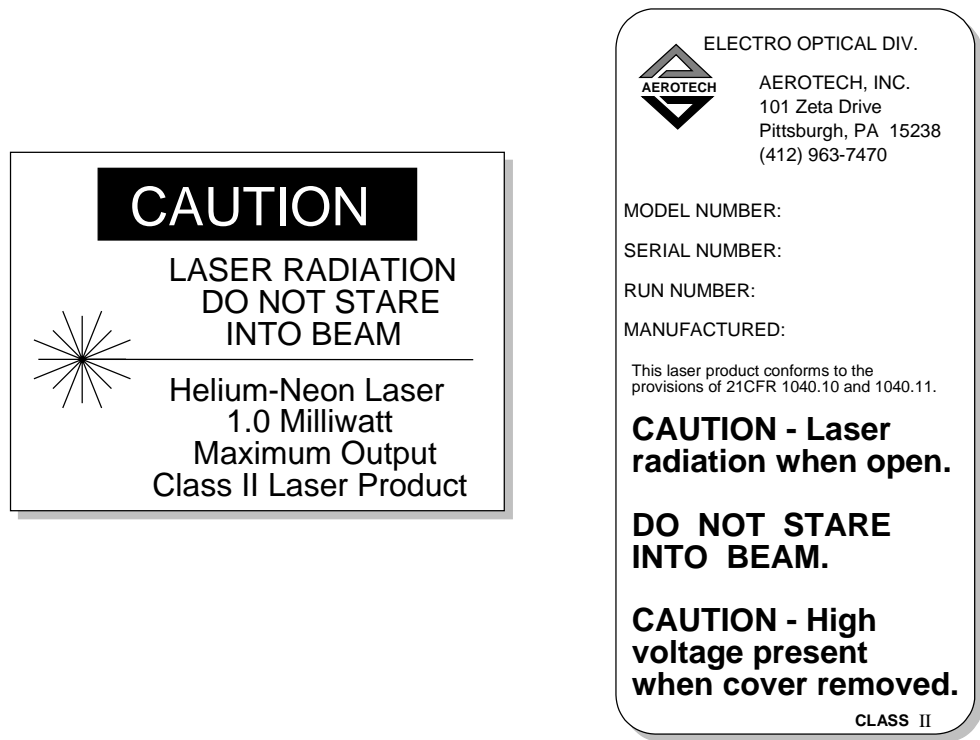 CAUTION
LASER RADIATION
DO NOT STARE
INTO BEAM
Helium-Neon Laser
1.0 Milliwatt
Maximum Output
Class II Laser Product
ELECTRO OPTICAL DIV.
AEROTECH
AEROTECH, INC.
101 Zeta Drive
Pittsburgh, PA 15238
(412) 963-7470
MODEL NUMBER:
SERIAL NUMBER:
RUN NUMBER:
MANUFACTURED:
This laser product conforms to the
provisions of 21CFR 1040.10 and 1040.11.
CAUTION - Laser
radiation when open.
DO NOT STARE
INTO BEAM.
CAUTION - High
voltage present
when cover removed.
CLASS II